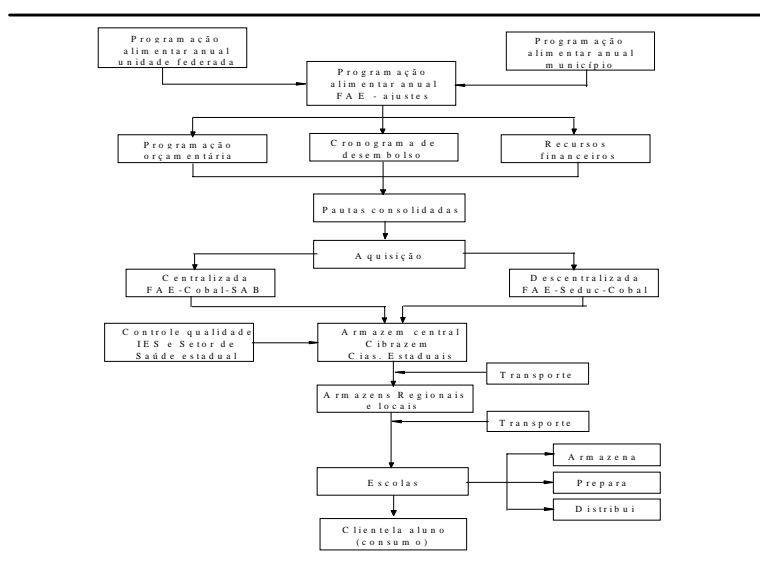 Programação
alimentar anual
unidade federada
Programação
alimentar anual
município
Programação
alimentar anual
FAE - ajustes
Programação
orçamentária
Cronograma de
desembolso
Recursos
financeiros
Pautas consolidadas
Aquisição
Centralizada
FAE-Cobal-SAB
Descentralizada
FAE-Seduc-Cobal
Controle qualidade
IES e Setor de
Saúde estadual
Armazem central
Cibrazem
Cias. Estaduais
Transporte
Armazens Regionais
e locais
Transporte
Escolas
Armazena
Prepara
Distribui
Clientela aluno
(consumo)